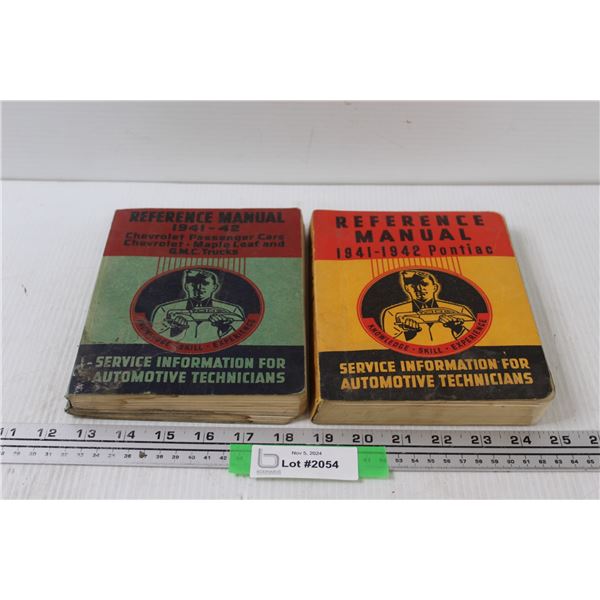 REFERENCE MANUAL
1941-42
Chevrolet Passenger Cars
Chevrolet - Maple Leaf and
G.M.C. Trucks
KNOWLEDGE - SKILL - EXPERIENCE
SERVICE INFORMATION FOR
AUTOMOTIVE TECHNICIANS
REFERENCE
MANUAL
1941-1942 Pontiac
KNOWLEDGE - SKILL - EXPERIENCE
SERVICE INFORMATION FOR
AUTOMOTIVE TECHNICIANS
11 12 13 14 15 16 17 18 19 20 21 22 23 24 25
Nov 5, 2024
Lot #2054